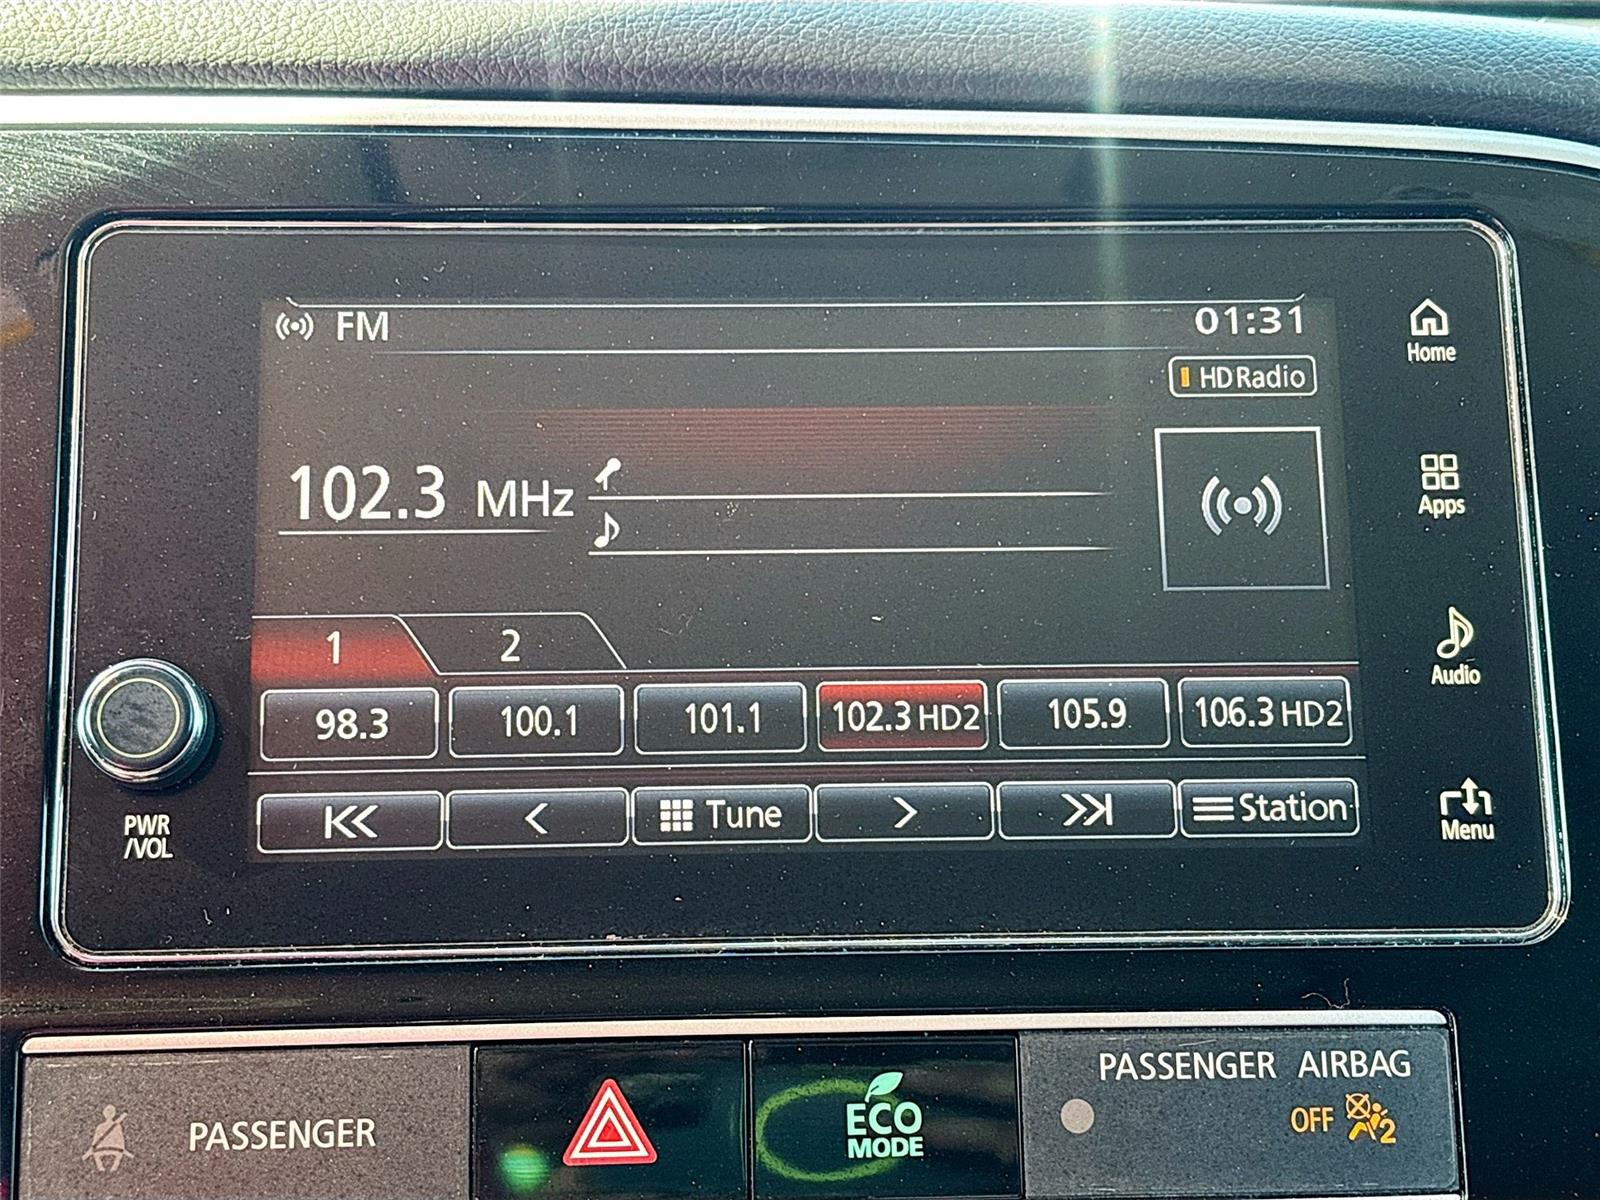 FM
01:31
HD Radio
Home
102.3 MHz
Apps
1 2
Audio
98.3 100.1 101.1 102.3 HD2 105.9 106.3 HD2
Tune Station
PWR
/VOL
Menu
PASSENGER
ECO
MODE
PASSENGER AIRBAG
OFF 2